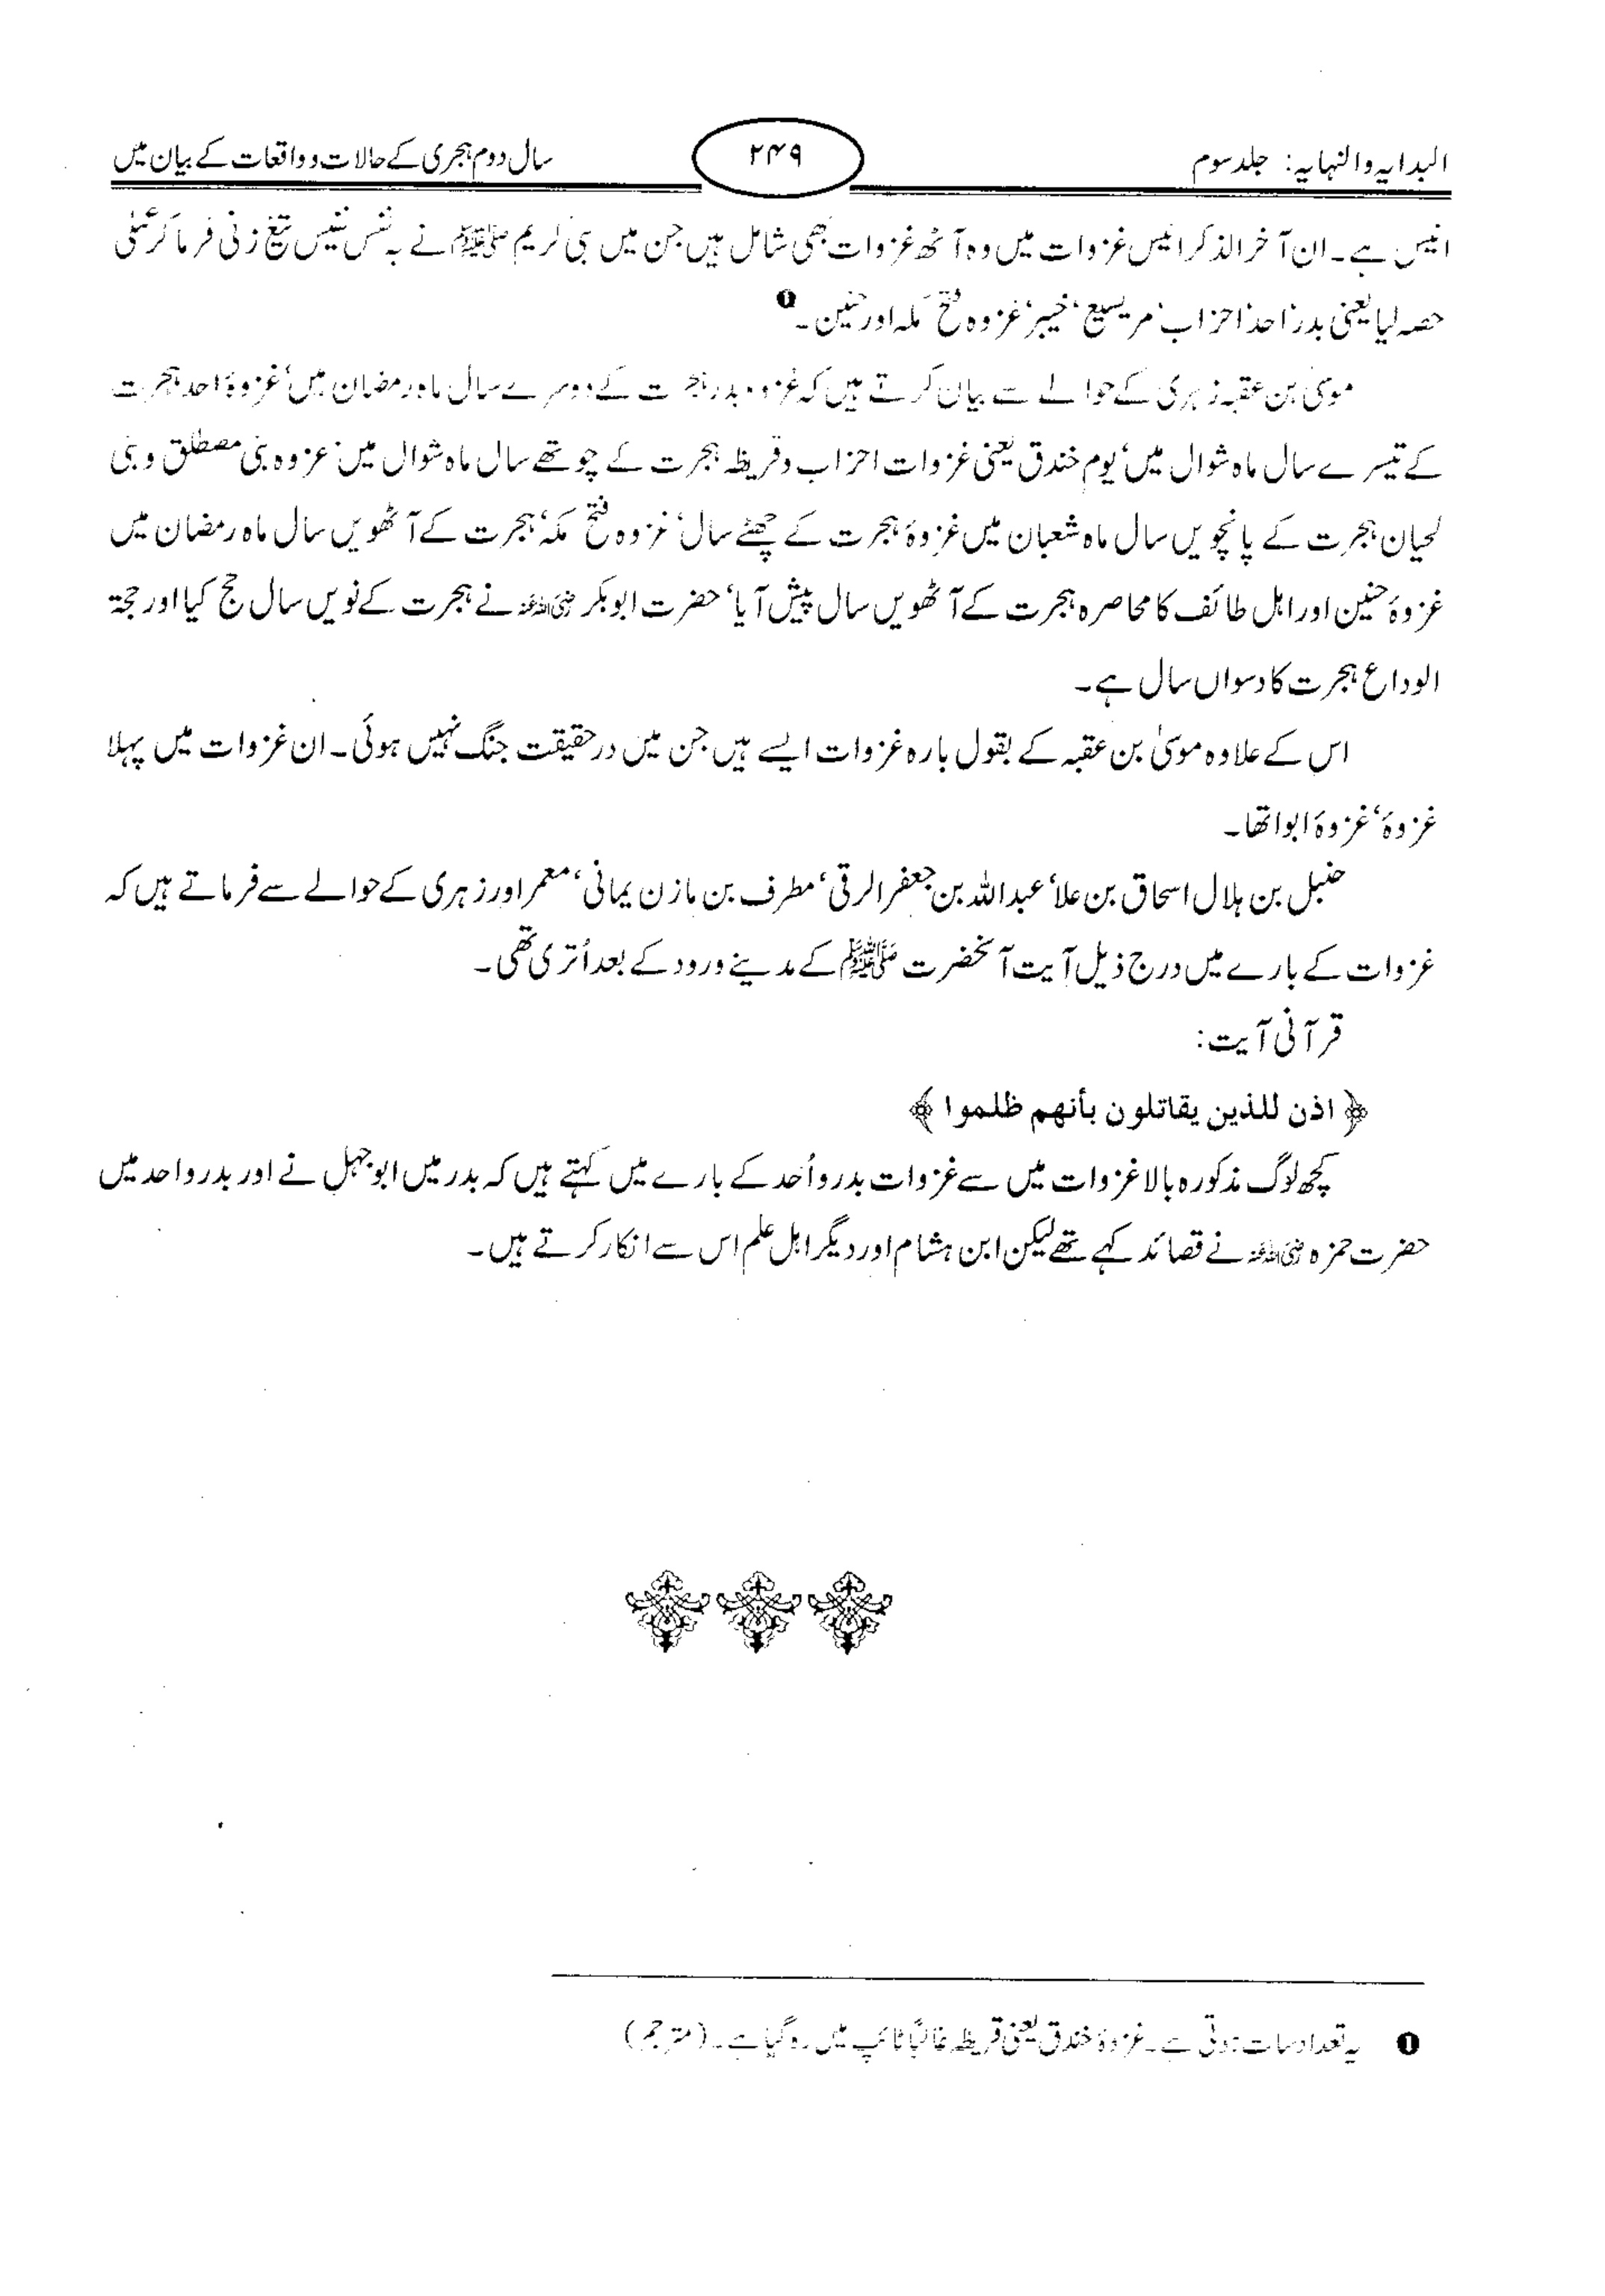 البدایہ والنہایہ: جلد سوم
۲۴۹
سال دوم ہجری کے حالات و واقعات کے بیان میں
انیس ہے۔ ان آخر الذکر انیس غزوات میں وہ آٹھ غزوات بھی شامل ہیں جن میں نبی کریم ﷺ نے بہ نفس نفیس تیغ زنی فرما کر عملی
حصہ لیا یعنی بدر، احد، احزاب، مریسیع، خیبر، غزوہ فتح مکہ اور حنین۔ ❶
موسیٰ بن عقبہ زہری کے حوالے سے بیان کرتے ہیں کہ غزوہ بدر ہجرت کے دوسرے سال ماہ رمضان میں، غزوۂ احد ہجرت
کے تیسرے سال ماہ شوال میں، یوم خندق یعنی غزوات احزاب و قریظہ ہجرت کے چوتھے سال ماہ شوال میں، غزوہ بنی مصطلق و بنی
لحیان ہجرت کے پانچویں سال ماہ شعبان میں غزوۂ ہجرت کے چھٹے سال، غزوہ فتح مکہ، ہجرت کے آٹھویں سال ماہ رمضان میں
غزوۂ حنین اور اہل طائف کا محاصرہ ہجرت کے آٹھویں سال پیش آیا، حضرت ابوبکر رضی اللہ عنہ نے ہجرت کے نویں سال حج کیا اور حجۃ
الوداع ہجرت کا دسواں سال ہے۔
اس کے علاوہ موسیٰ بن عقبہ کے بقول بارہ غزوات ایسے ہیں جن میں درحقیقت جنگ نہیں ہوئی۔ ان غزوات میں پہلا
غزوۂ، غزوۂ ابوا تھا۔
حنبل بن ہلال اسحاق بن علا، عبداللہ بن جعفر الرقی، مطرف بن مازن یمانی، معمر اور زہری کے حوالے سے فرماتے ہیں کہ
غزوات کے بارے میں درج ذیل آیت آنحضرت ﷺ کے مدینے ورود کے بعد اُتری تھی۔
قرآنی آیت:
﴿ اذن للذين يقاتلون بأنهم ظلموا ﴾
کچھ لوگ مذکورہ بالا غزوات میں سے غزوات بدر و اُحد کے بارے میں کہتے ہیں کہ بدر میں ابوجہل نے اور بدر و احد میں
حضرت حمزہ رضی اللہ عنہ نے قصائد کہے تھے لیکن ابن ہشام اور دیگر اہل علم اس سے انکار کرتے ہیں۔
❶ یہ تعداد سات ہوتی ہے۔ غزوۂ خندق یعنی قریظہ غالباً ٹائپ میں رہ گیا ہے۔ (مترجم)